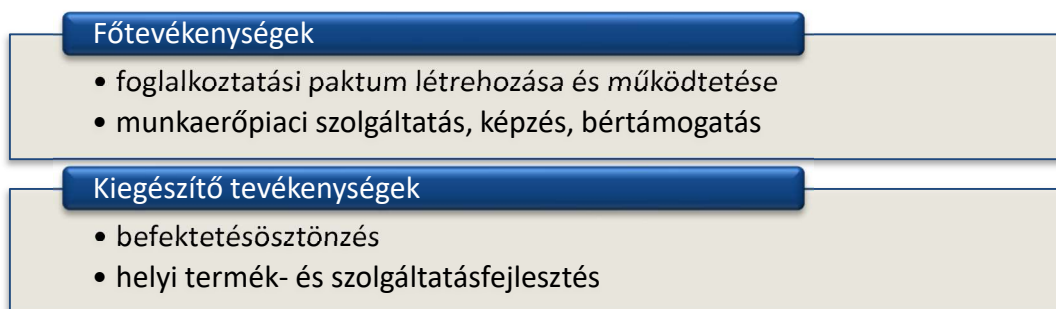 Főtevékenységek
• foglalkoztatási paktum létrehozása és működtetése
• munkaerőpiaci szolgáltatás, képzés, bértámogatás
Kiegészítő tevékenységek
• befektetésösztönzés
• helyi termék- és szolgáltatásfejlesztés